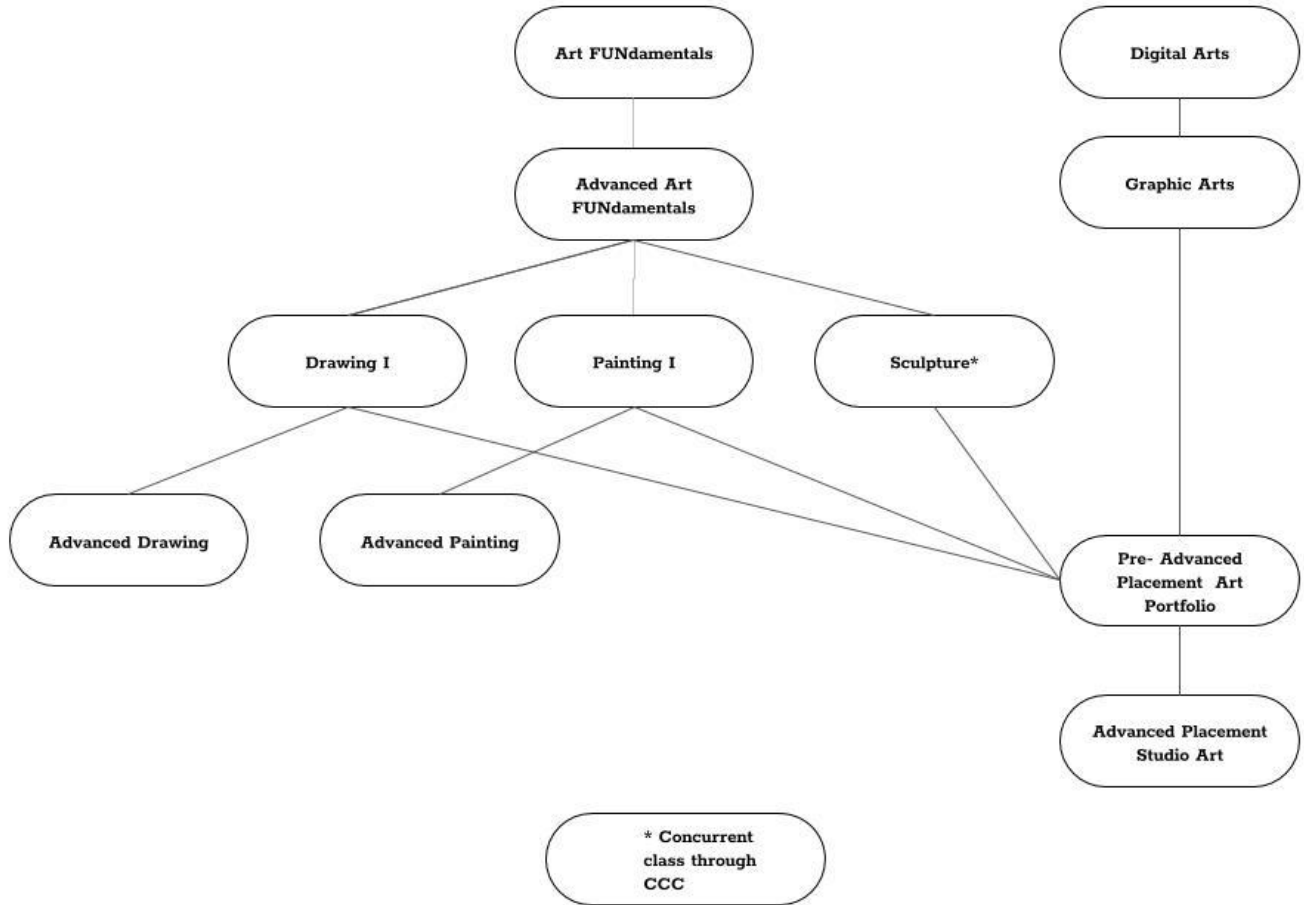 Art FUNdamentals
Digital Arts
Advanced Art
FUNdamentals
Graphic Arts
Drawing I
Painting I
Sculpture*
Advanced Drawing
Advanced Painting
Pre- Advanced
Placement Art
Portfolio
Advanced Placement
Studio Art
* Concurrent
class through
CCC